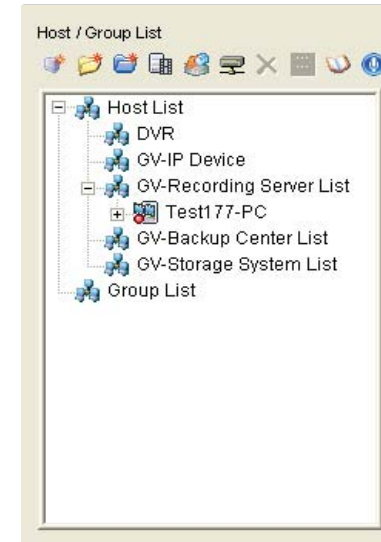 Host / Group List
Host List
DVR
GV-IP Device
GV-Recording Server List
Test177-PC
GV-Backup Center List
GV-Storage System List
Group List